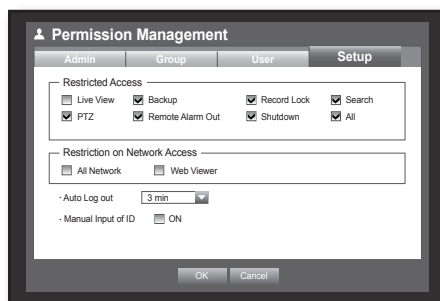 Permission Management
Admin Group User Setup
Restricted Access
Live View Backup Record Lock Search
PTZ Remote Alarm Out Shutdown All
Restriction on Network Access
All Network Web Viewer
· Auto Log out 3 min
· Manual Input of ID ON
OK Cancel